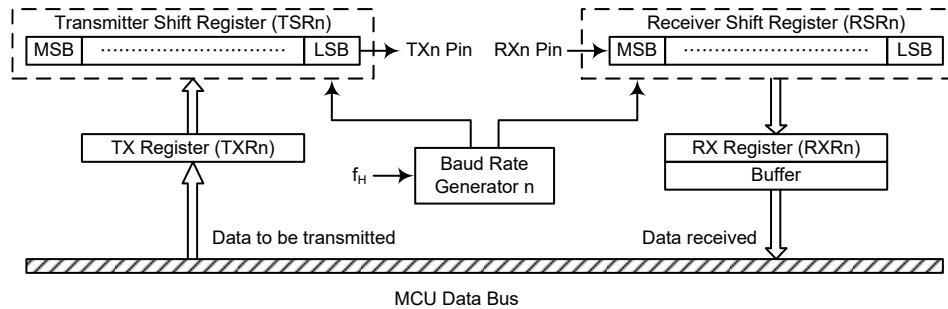 Transmitter Shift Register (TSRn)
MSB ………………………… LSB
TXn Pin
RXn Pin
Receiver Shift Register (RSRn)
MSB ………………………… LSB
TX Register (TXRn)
RX Register (RXRn)
Buffer
fH
Baud Rate
Generator n
Data to be transmitted
Data received
MCU Data Bus